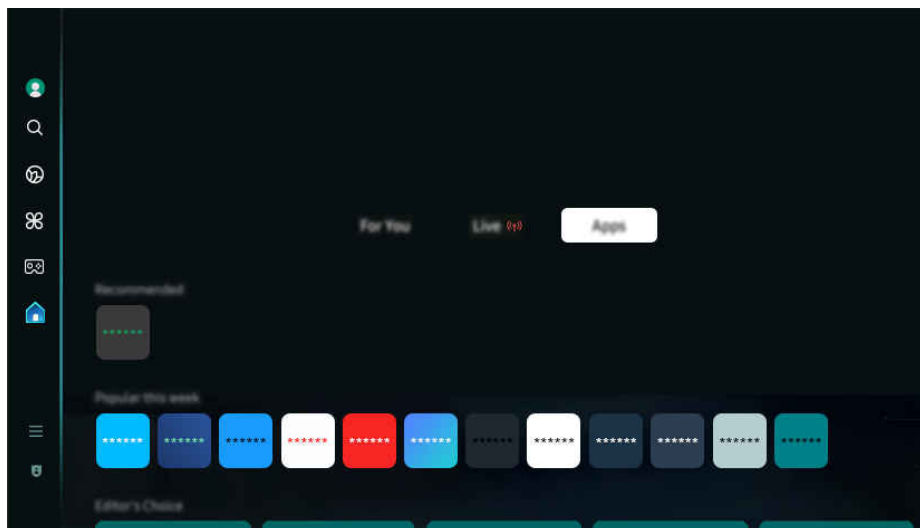 For You
Live
Apps
Recommended
******
Popular this week
****** ****** ****** ****** ****** ****** ****** ****** ****** ****** ****** ******
Editor's Choice